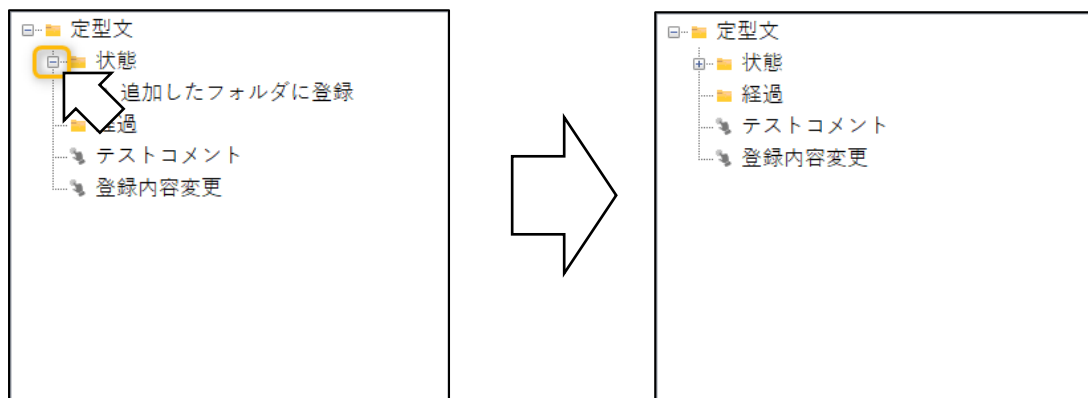 定型文
状態
追加したフォルダに登録
経過
テストコメント
登録内容変更
定型文
状態
経過
テストコメント
登録内容変更